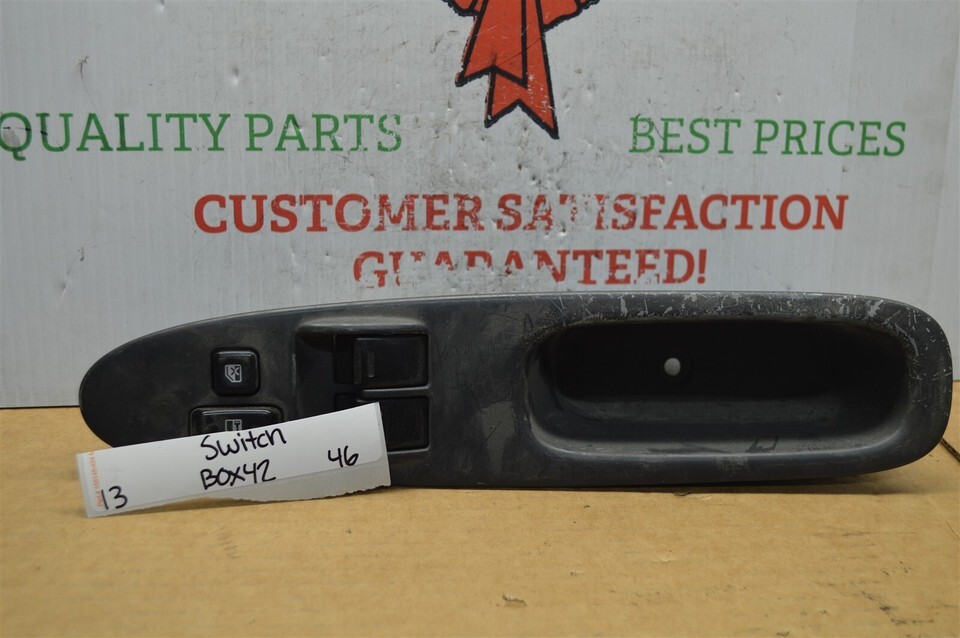 QUALITY PARTS
BEST PRICES
CUSTOMER SATISFACTION
GUARANTEED!
Switch
BOX42
46
13